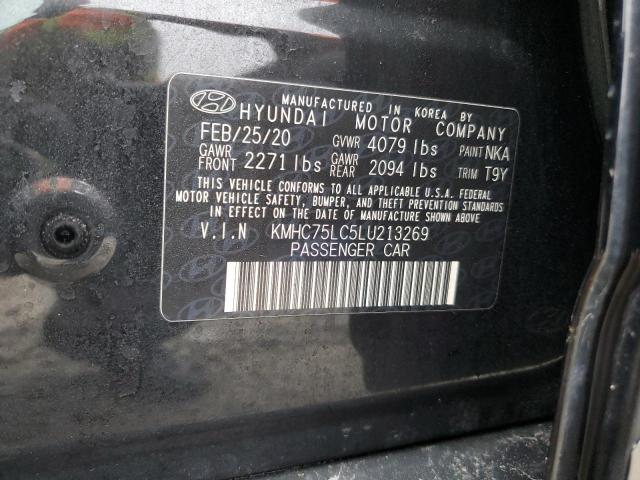 MANUFACTURED IN KOREA BY
HYUNDAI MOTOR COMPANY
FEB/25/20 GVWR 4079 lbs PAINT NKA
GAWR FRONT 2271 lbs GAWR REAR 2094 lbs TRIM T9Y
THIS VEHICLE CONFORMS TO ALL APPLICABLE U.S.A. FEDERAL
MOTOR VEHICLE SAFETY, BUMPER, AND THEFT PREVENTION STANDARDS
IN EFFECT ON THE DATE OF MANUFACTURE SHOWN ABOVE
V.I.N KMHC75LC5LU213269
PASSENGER CAR